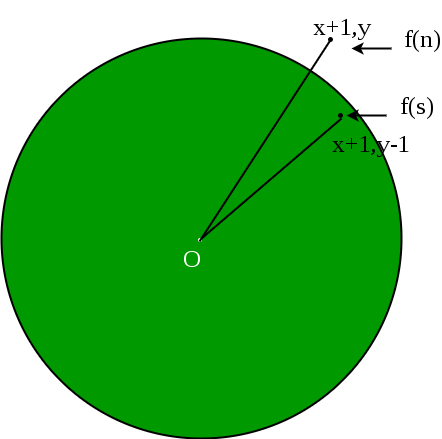 x+1,y
f(n)
f(s)
x+1,y-1
O